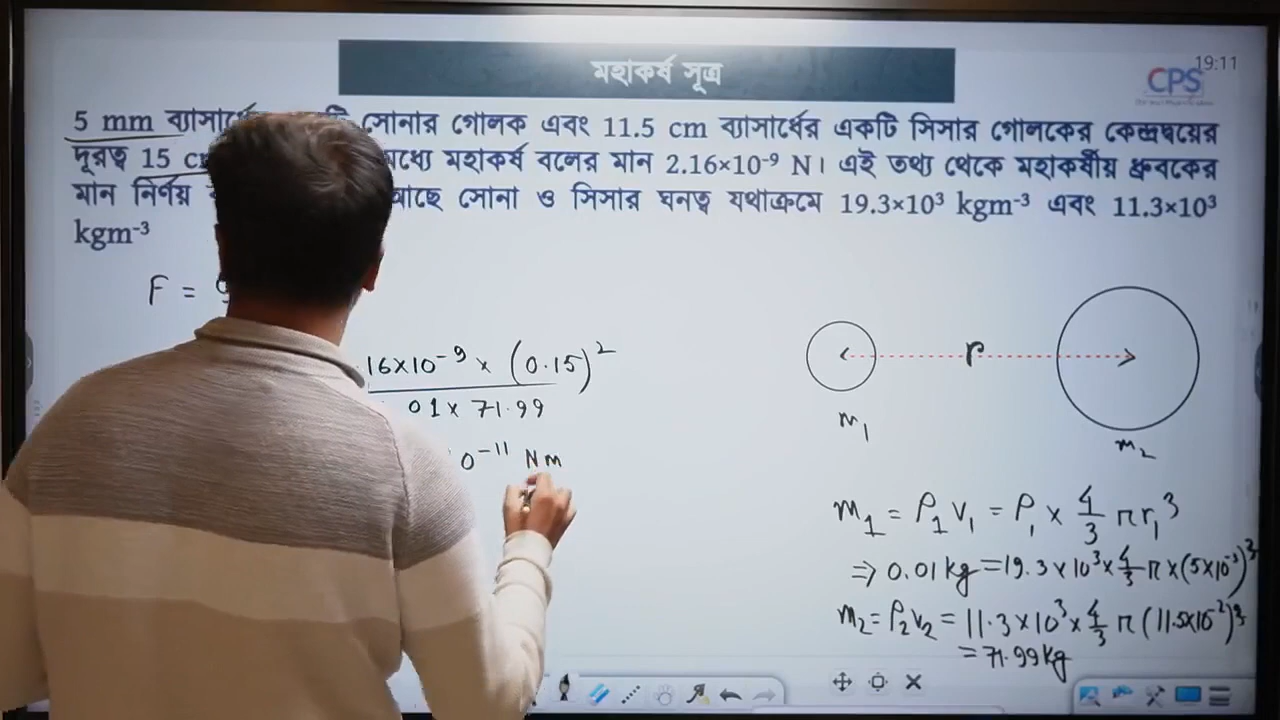 মহাকর্ষ সূত্র
19:11
CPS
5 mm সোনার গোলক এবং 11.5 cm ব্যাসার্ধের একটি সিসার গোলকের কেন্দ্রদ্বয়ের
দূরত্ব 15 মধ্যে মহাকর্ষ বলের মান 2.16×10⁻⁹ N। এই তথ্য থেকে মহাকর্ষীয় ধ্রুবকের
মান নির্ণয় আছে সোনা ও সিসার ঘনত্ব যথাক্রমে 19.3×10³ kgm⁻³ এবং 11.3×10³
kgm⁻³
F =
16×10⁻⁹ × (0.15)²
01 × 71.99
0⁻¹¹ Nm
r
m₁
m₂
m₁ = ρ₁ v₁ = ρ₁ × 4/3 πr₁³
⇒ 0.01 kg = 19.3 × 10³ × 4/3 π × (5×10⁻³)³
m₂ = ρ₂v₂ = 11.3 × 10³ × 4/3 π (11.5×10⁻²)³
= 71.99 kg